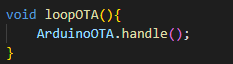 void loopOTA(){
    ArduinoOTA.handle();
}